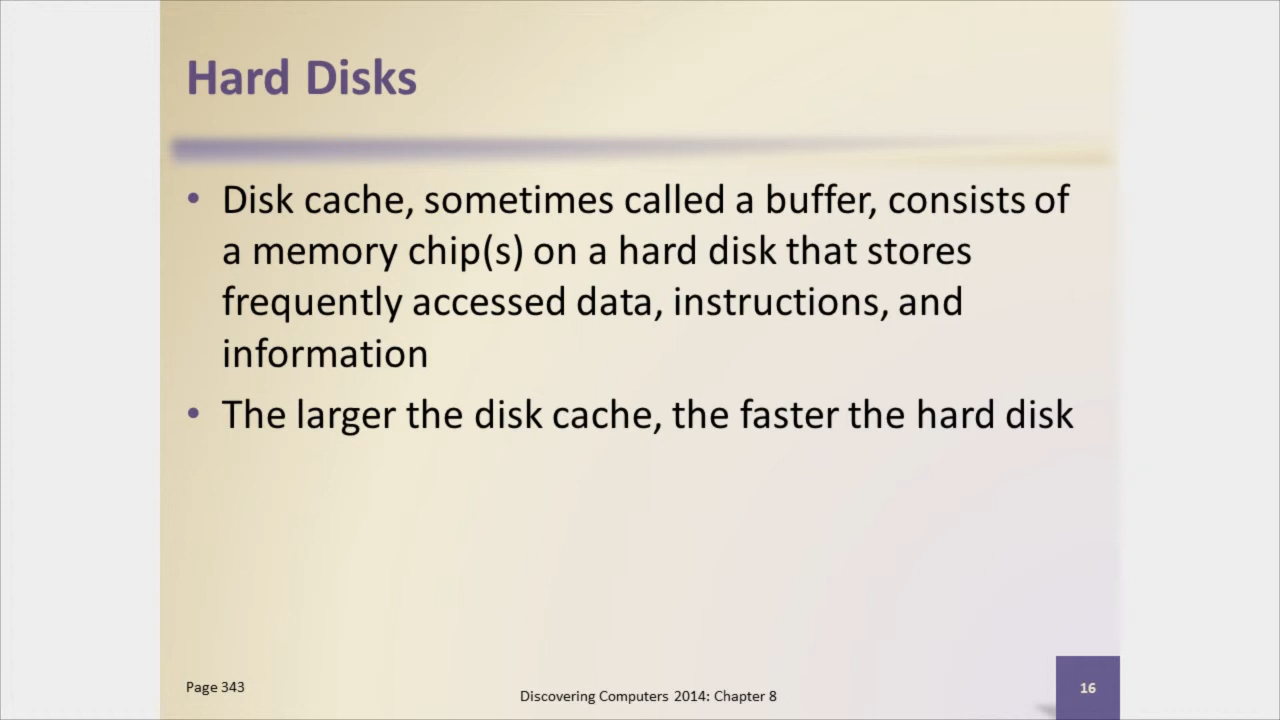 Hard Disks
• Disk cache, sometimes called a buffer, consists of
a memory chip(s) on a hard disk that stores
frequently accessed data, instructions, and
information
• The larger the disk cache, the faster the hard disk
Page 343
Discovering Computers 2014: Chapter 8
16